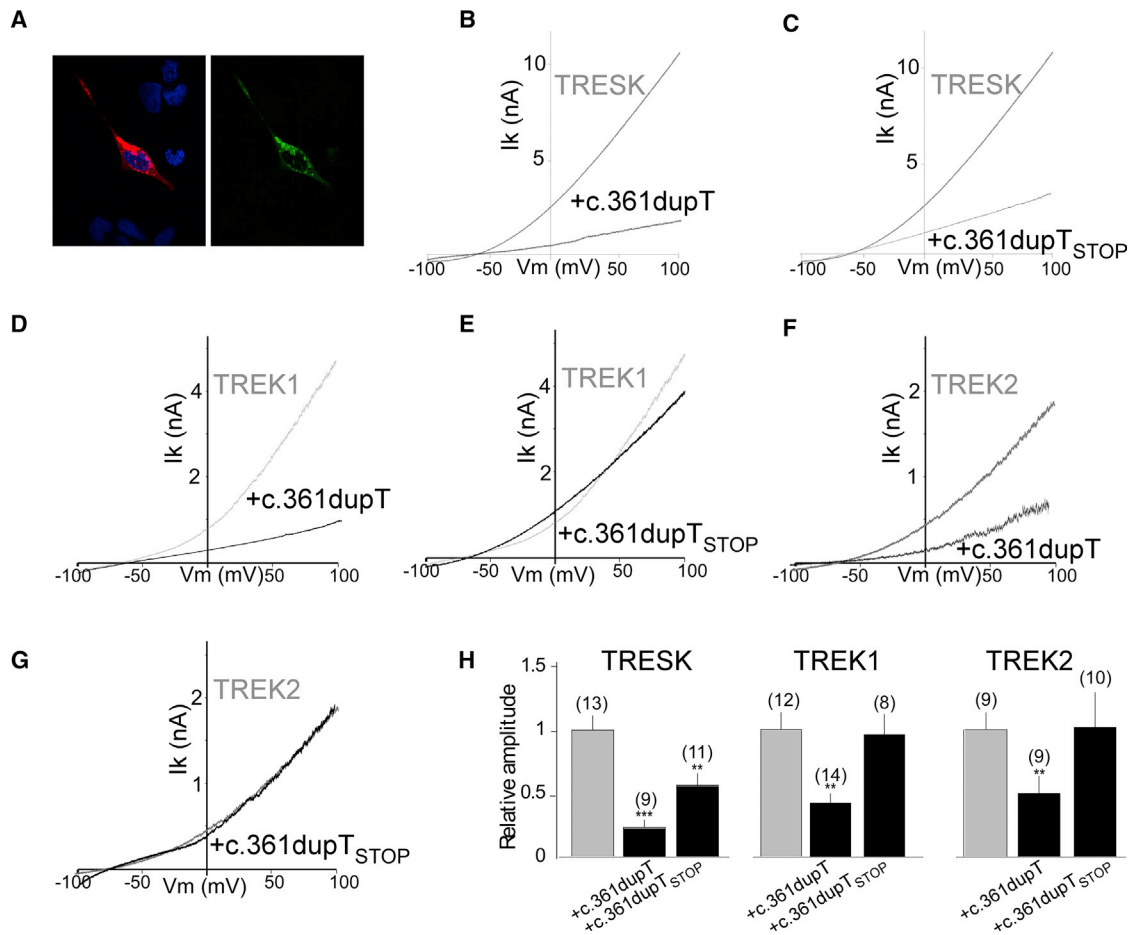 A
B
10
TRESK
Ik (nA)
5
+c.361dupT
-100 -50 Vm (mV) 50 100
C
10
TRESK
Ik (nA)
5
+c.361dupTSTOP
-100 -50 Vm (mV) 50 100
D
TREK1
4
Ik (nA)
2
+c.361dupT
-100 -50 Vm (mV) 50 100
E
TREK1
4
Ik (nA)
2
+c.361dupTSTOP
-100 -50 Vm (mV) 50 100
F
2
TREK2
Ik (nA)
1
+c.361dupT
-100 -50 Vm (mV) 50 100
G
2
TREK2
Ik (nA)
1
+c.361dupTSTOP
-100 -50 Vm (mV) 50 100
H
Relative amplitude
1.5
1
0.5
0
TRESK
(13)
(9)
***
(11)
**
+c.361dupT
+c.361dupTSTOP
TREK1
(12)
(14)
**
(8)
+c.361dupT
+c.361dupTSTOP
TREK2
(9)
(9)
**
(10)
+c.361dupT
+c.361dupTSTOP